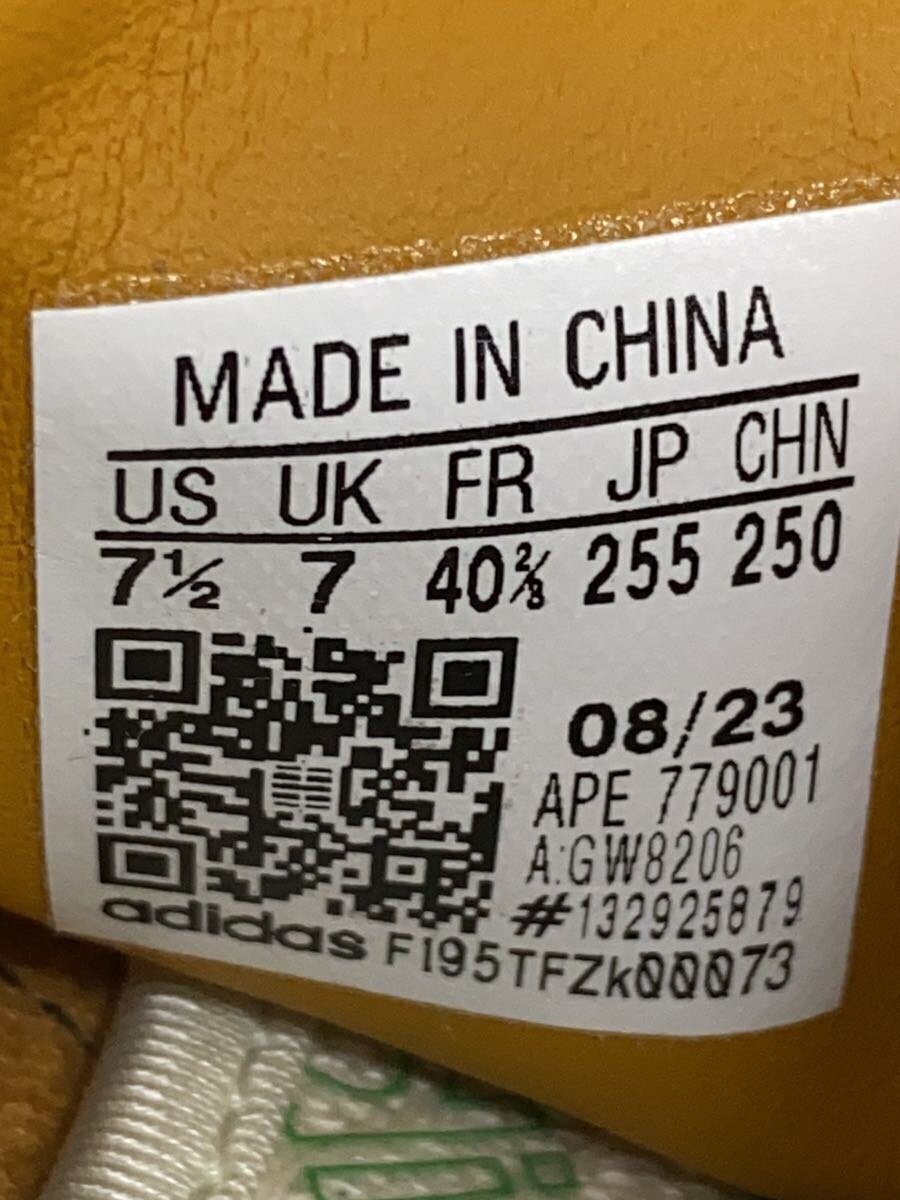 MADE IN CHINA
US UK FR JP CHN
7½ 7 40⅔ 255 250
08/23
APE 779001
A:GW8206
#132925879
adidas F195TFZk00073